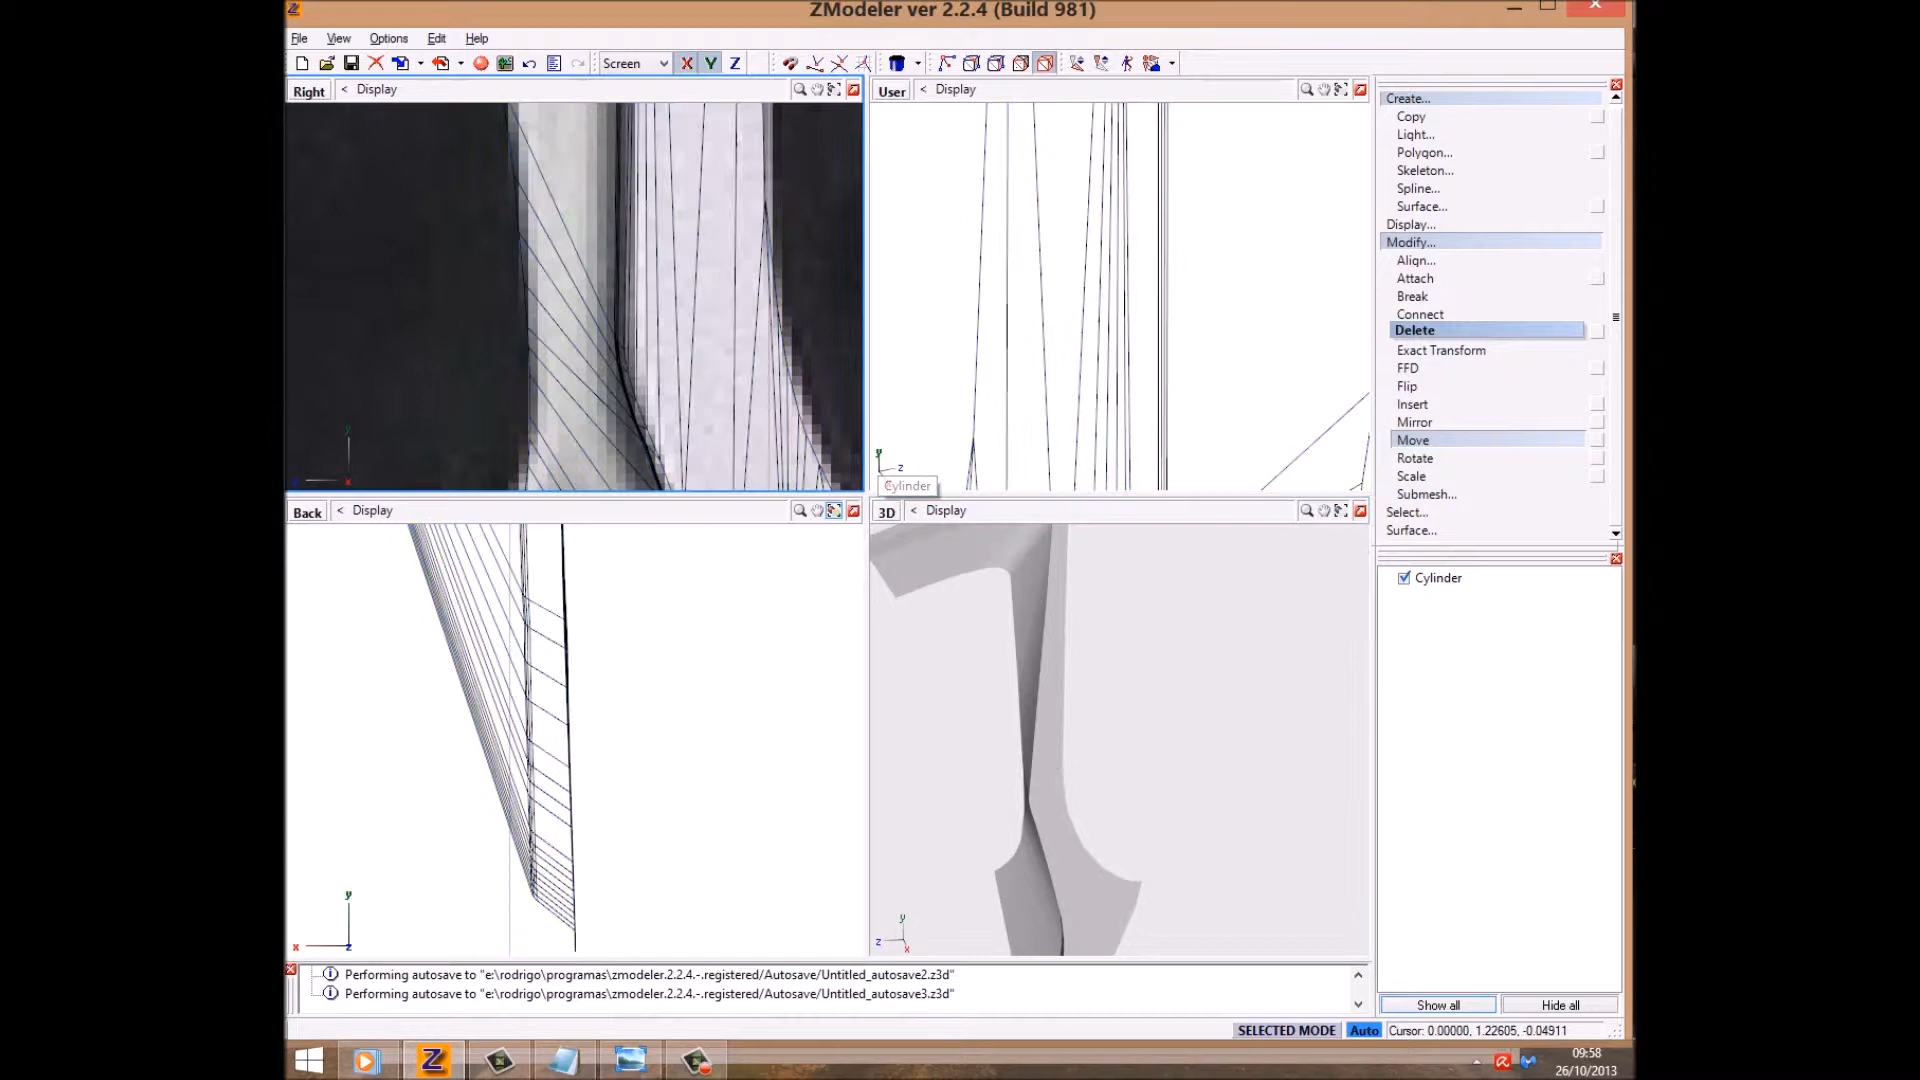 ZModeler ver 2.2.4 (Build 981)
File View Options Edit Help
Screen X Y Z
Right < Display
User < Display
y
x
y
z
Cylinder
Back < Display
3D < Display
y
x
z
y
z
x
Create...
Copy
Light...
Polygon...
Skeleton...
Spline...
Surface...
Display...
Modify...
Align...
Attach
Break
Connect
Delete
Exact Transform
FFD
Flip
Insert
Mirror
Move
Rotate
Scale
Submesh...
Select...
Surface...
Cylinder
Show all Hide all
Performing autosave to "e:\rodrigo\programas\zmodeler.2.2.4.-.registered/Autosave/Untitled_autosave2.z3d"
Performing autosave to "e:\rodrigo\programas\zmodeler.2.2.4.-.registered/Autosave/Untitled_autosave3.z3d"
SELECTED MODE Auto Cursor: 0.00000, 1.22605, -0.04911
09:58
26/10/2013